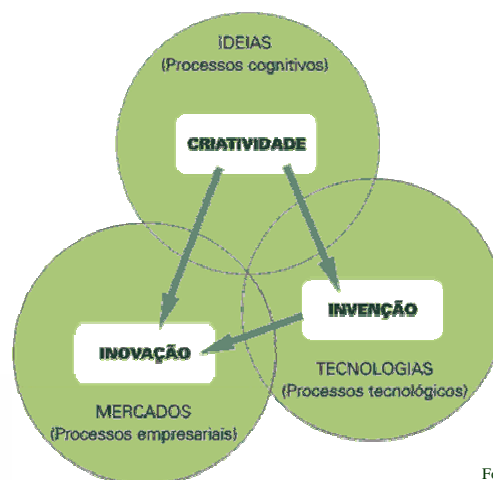 IDEIAS
(Processos cognitivos)
CRIATIVIDADE
INVENÇÃO
INOVAÇÃO
TECNOLOGIAS
(Processos tecnológicos)
MERCADOS
(Processos empresariais)